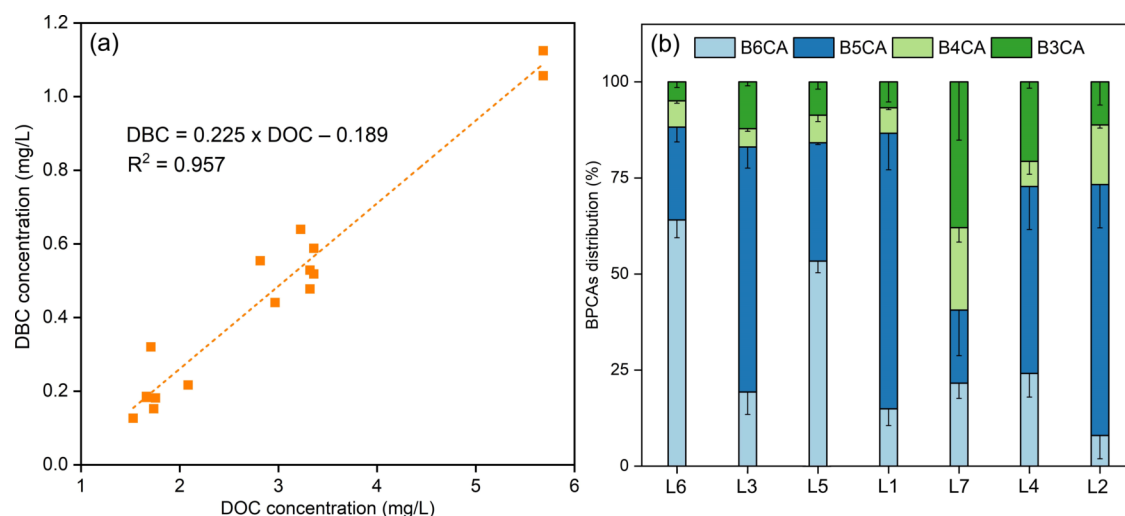 (a)
DBC = 0.225 x DOC – 0.189
R² = 0.957
DBC concentration (mg/L)
1.2
1.0
0.8
0.6
0.4
0.2
0.0
1 2 3 4 5 6
DOC concentration (mg/L)
(b)
B6CA B5CA B4CA B3CA
BPCAs distribution (%)
100
75
50
25
0
L6 L3 L5 L1 L7 L4 L2